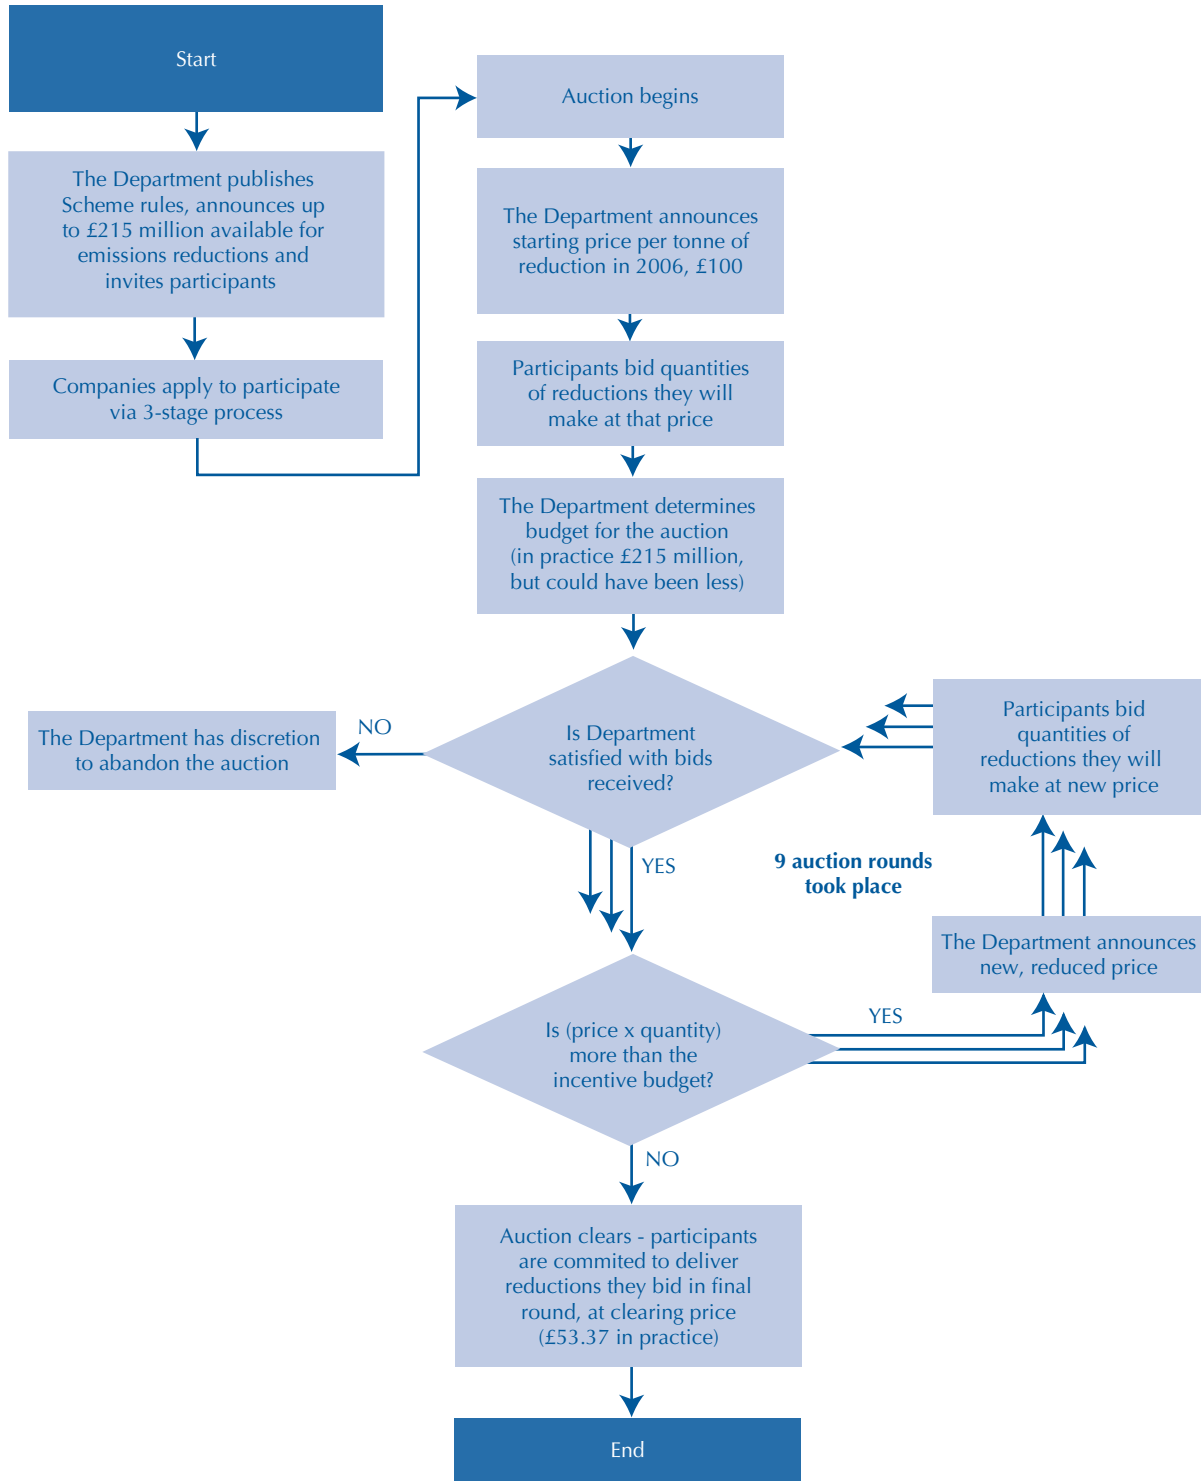 Start
The Department publishes
Scheme rules, announces up
to £215 million available for
emissions reductions and
invites participants
Companies apply to participate
via 3-stage process
Auction begins
The Department announces
starting price per tonne of
reduction in 2006, £100
Participants bid quantities
of reductions they will
make at that price
The Department determines
budget for the auction
(in practice £215 million,
but could have been less)
Is Department
satisfied with bids
received?
NO
The Department has discretion
to abandon the auction
YES
Is (price x quantity)
more than the
incentive budget?
YES
The Department announces
new, reduced price
Participants bid
quantities of
reductions they will
make at new price
9 auction rounds
took place
NO
Auction clears - participants
are commited to deliver
reductions they bid in final
round, at clearing price
(£53.37 in practice)
End